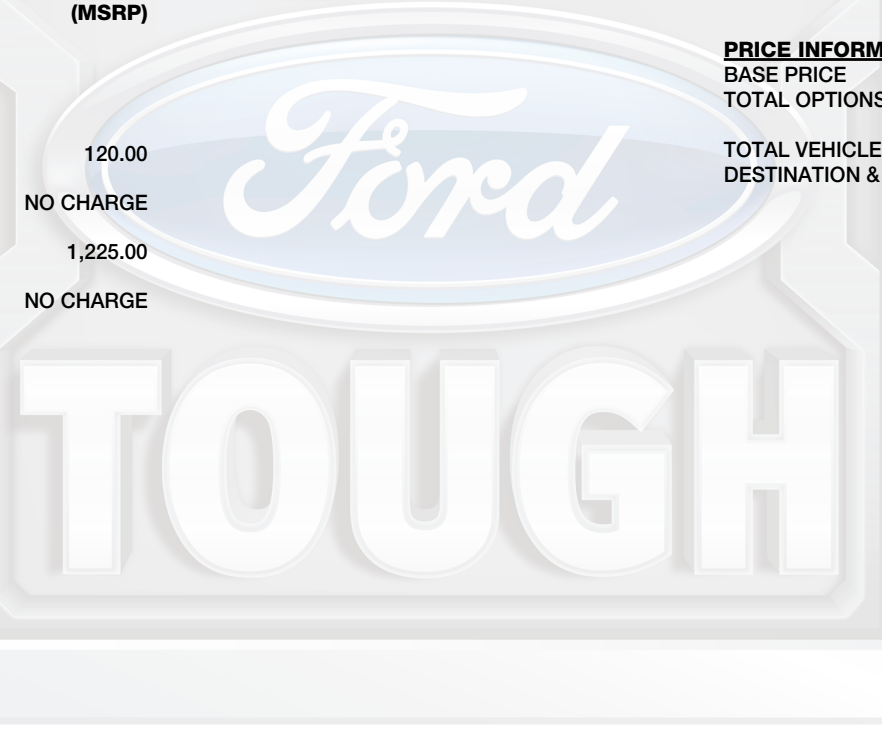 (MSRP)
120.00
NO CHARGE
1,225.00
NO CHARGE
Ford
TOUGH
PRICE INFORM
BASE PRICE
TOTAL OPTIONS
TOTAL VEHICLE
DESTINATION &